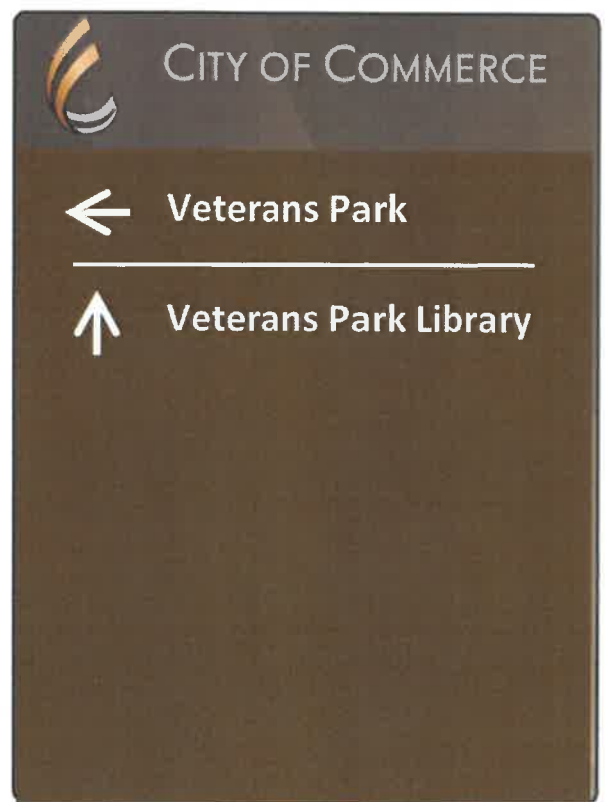 CITY OF COMMERCE
← Veterans Park
↑ Veterans Park Library